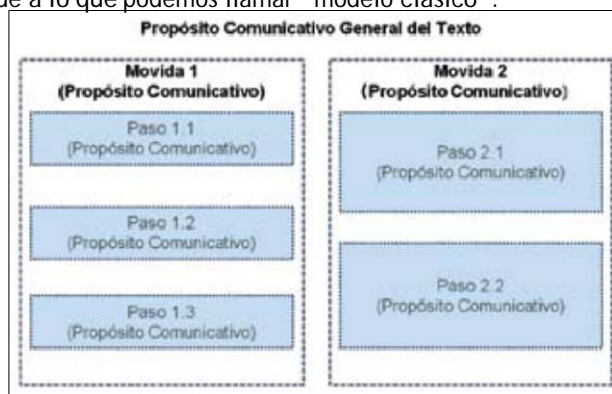 de a lo que podemos llamar "modelo clásico".
Propósito Comunicativo General del Texto
Movida 1
(Propósito Comunicativo)
Paso 1.1
(Propósito Comunicativo)
Paso 1.2
(Propósito Comunicativo)
Paso 1.3
(Propósito Comunicativo)
Movida 2
(Propósito Comunicativo)
Paso 2.1
(Propósito Comunicativo)
Paso 2.2
(Propósito Comunicativo)